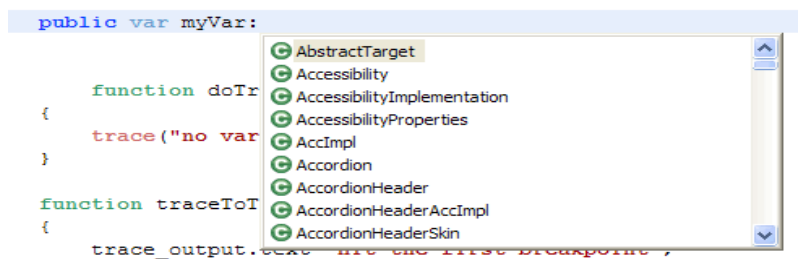 public var myVar:
AbstractTarget
Accessibility
function doTr
AccessibilityImplementation
{
AccessibilityProperties
trace("no var
AccImpl
}
Accordion
AccordionHeader
function traceToT
AccordionHeaderAccImpl
{
AccordionHeaderSkin
trace_output.